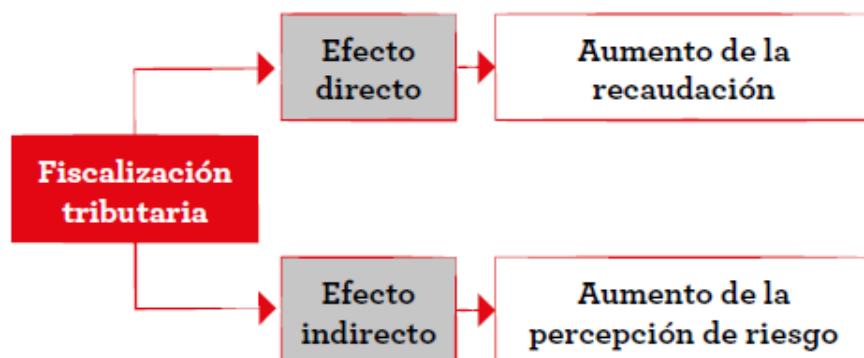 Efecto
directo
Aumento de la
recaudación
Fiscalización
tributaria
Efecto
indirecto
Aumento de la
percepción de riesgo